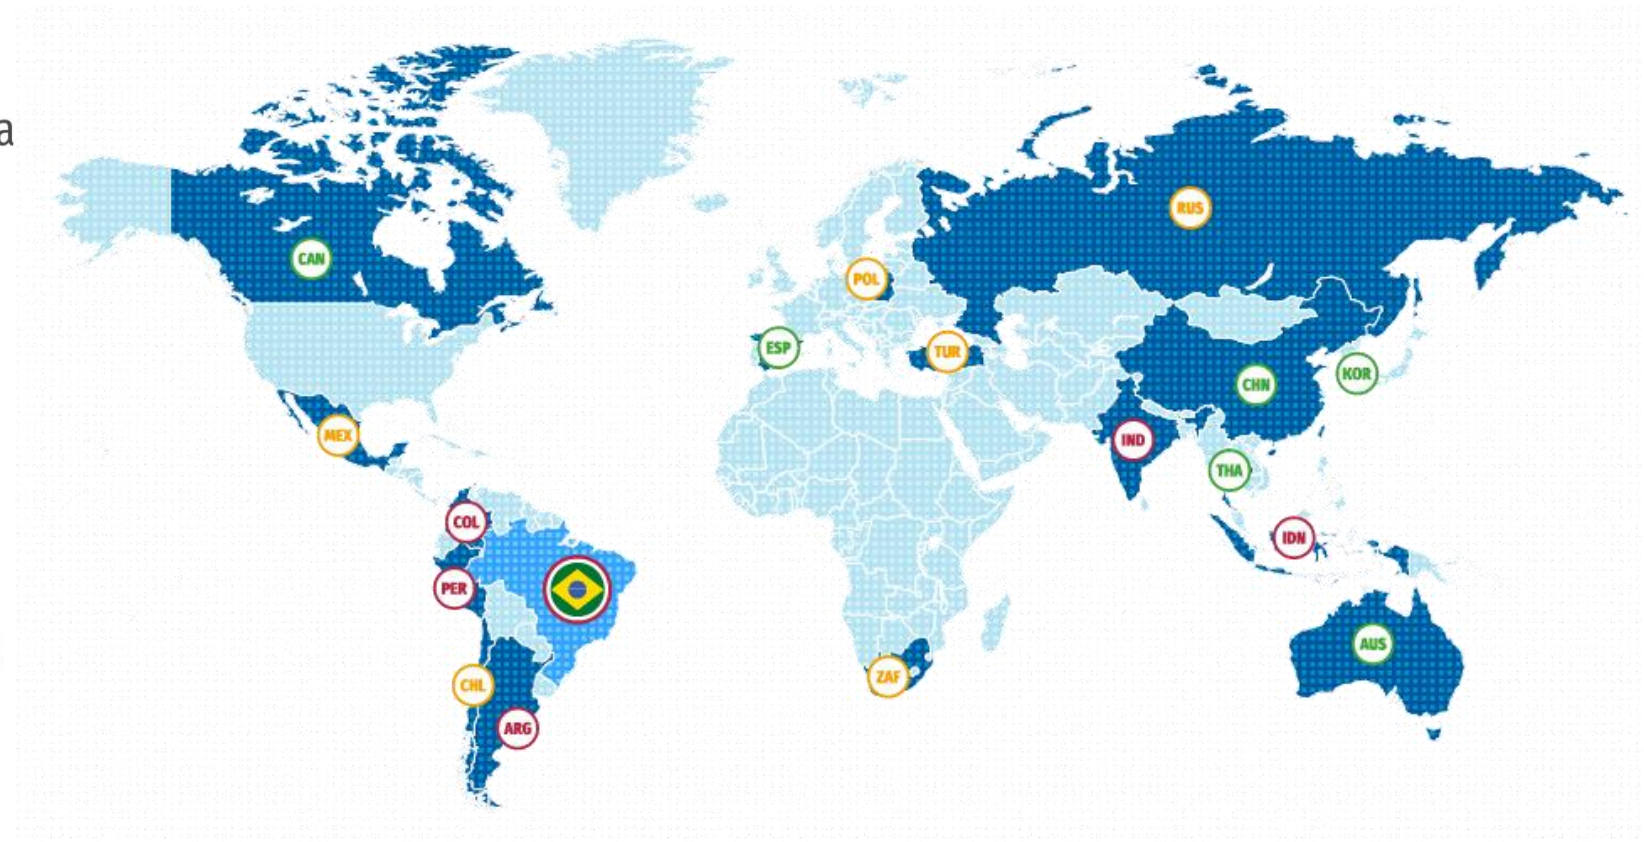 a
CAN
RUS
POL
ESP
TUR
KOR
CHN
MEX
IND
THA
COL
IDN
PER
AUS
ZAF
CHL
ARG